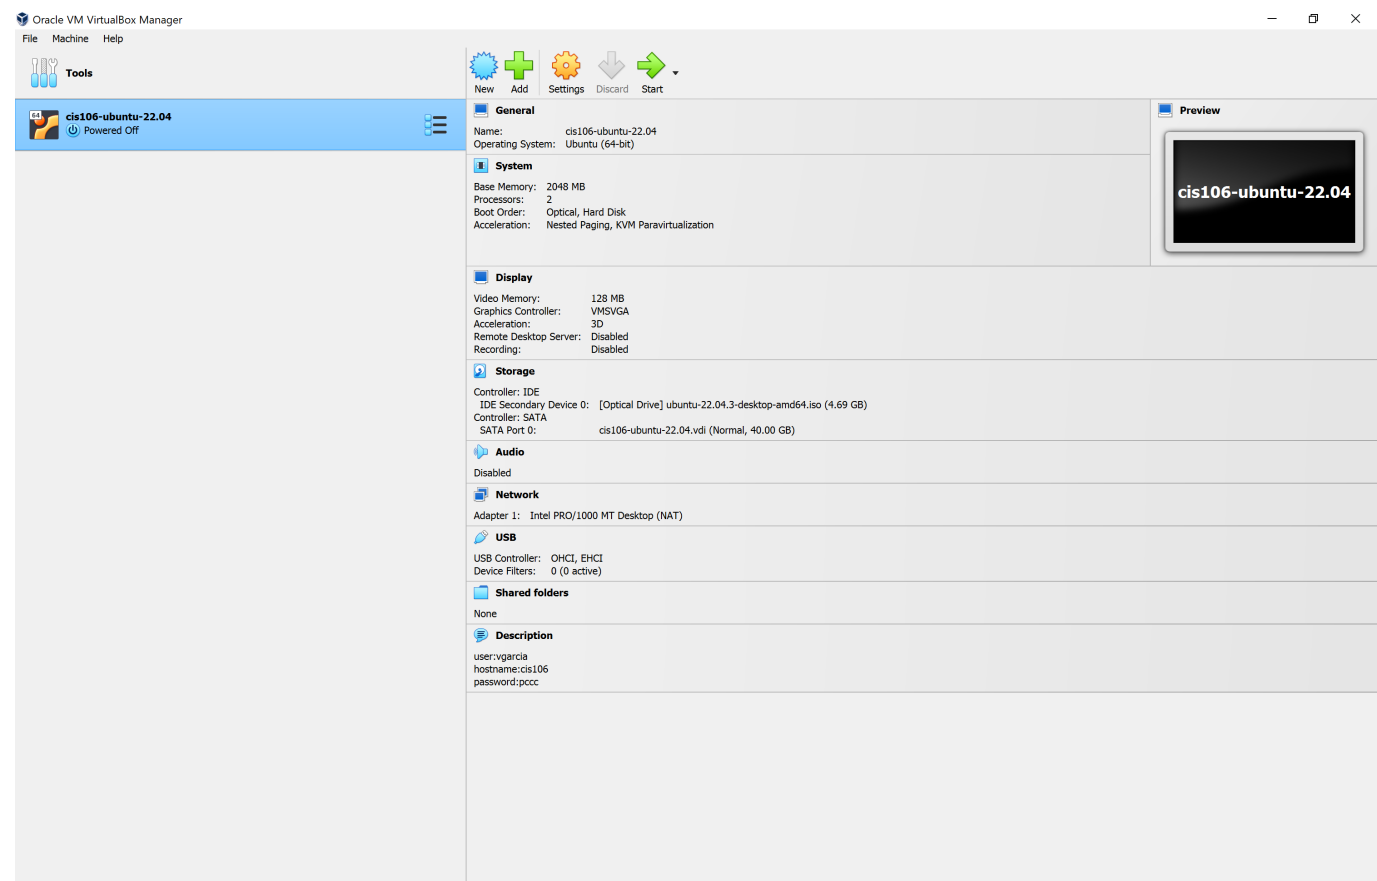 Oracle VM VirtualBox Manager
File Machine Help
Tools
New Add Settings Discard Start
64
cis106-ubuntu-22.04
Powered Off
General
Name: cis106-ubuntu-22.04
Operating System: Ubuntu (64-bit)
Preview
cis106-ubuntu-22.04
System
Base Memory: 2048 MB
Processors: 2
Boot Order: Optical, Hard Disk
Acceleration: Nested Paging, KVM Paravirtualization
Display
Video Memory: 128 MB
Graphics Controller: VMSVGA
Acceleration: 3D
Remote Desktop Server: Disabled
Recording: Disabled
Storage
Controller: IDE
IDE Secondary Device 0: [Optical Drive] ubuntu-22.04.3-desktop-amd64.iso (4.69 GB)
Controller: SATA
SATA Port 0: cis106-ubuntu-22.04.vdi (Normal, 40.00 GB)
Audio
Disabled
Network
Adapter 1: Intel PRO/1000 MT Desktop (NAT)
USB
USB Controller: OHCI, EHCI
Device Filters: 0 (0 active)
Shared folders
None
Description
user:vgarcia
hostname:cis106
password:pccc